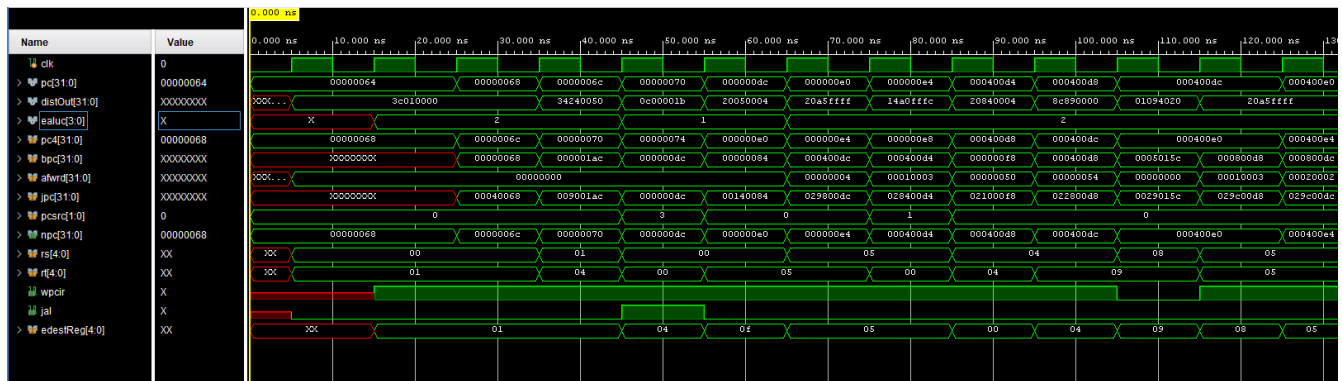 0.000 ns
Name Value 0.000 ns 10.000 ns 20.000 ns 30.000 ns 40.000 ns 50.000 ns 60.000 ns 70.000 ns 80.000 ns 90.000 ns 100.000 ns 110.000 ns 120.000 ns
clk 0
pc[31:0] 00000064 00000064 00000068 0000006c 00000070 000000dc 000000e0 000000e4 000400d4 000400d8 000400dc 000400e0
distOut[31:0] XXXXXXXX XXX... 3c010000 34240050 0c00001b 20050004 20a5ffff 14a0fffc 20840004 8c890000 01094020 20a5ffff
ealuc[3:0] X X 2 1 2
pc4[31:0] 00000068 00000068 0000006c 00000070 00000074 000000e0 000000e4 000000e8 000400d8 000400dc 000400e0 000400e4
bpc[31:0] XXXXXXXX XXXXXXXX 00000068 000001ac 000000dc 00000084 000400dc 000400d4 000000f8 000400d8 0005015c 000800d8 000800dc
afwrd[31:0] XXXXXXXX XXX... 00000000 00000004 00010003 00000050 00000054 00000000 00010003 00020002
jpc[31:0] XXXXXXXX XXXXXXXX 00040068 009001ac 000000dc 00140084 029800dc 028400d4 021000f8 022800d8 0029015c 029c00d8 029c00dc
pcsrc[1:0] 0 0 3 0 1 0
npc[31:0] 00000068 00000068 0000006c 00000070 000000dc 000000e0 000000e4 000400d4 000400d8 000400dc 000400e0 000400e4
rs[4:0] XX XX 00 01 00 05 04 08 05
rt[4:0] XX XX 01 04 00 05 00 04 09 05
wpcir X
jal X
edestReg[4:0] XX XX 01 04 0f 05 00 04 09 08 05